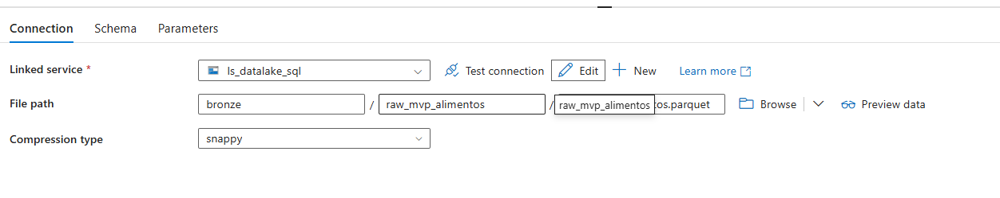 Connection Schema Parameters
Linked service * ls_datalake_sql Test connection Edit New Learn more
File path bronze / raw_mvp_alimentos / raw_mvp_alimentos tos.parquet Browse Preview data
Compression type snappy